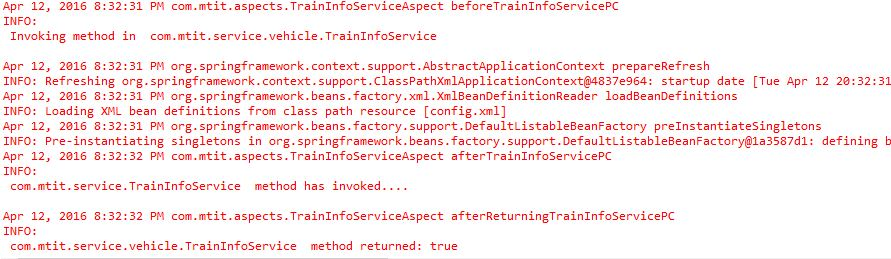 Apr 12, 2016 8:32:31 PM com.mtit.aspects.TrainInfoServiceAspect beforeTrainInfoServicePC
INFO:
Invoking method in  com.mtit.service.vehicle.TrainInfoService
Apr 12, 2016 8:32:31 PM org.springframework.context.support.AbstractApplicationContext prepareRefresh
INFO: Refreshing org.springframework.context.support.ClassPathXmlApplicationContext@4837e964: startup date [Tue Apr 12 20:32:31
Apr 12, 2016 8:32:31 PM org.springframework.beans.factory.xml.XmlBeanDefinitionReader loadBeanDefinitions
INFO: Loading XML bean definitions from class path resource [config.xml]
Apr 12, 2016 8:32:31 PM org.springframework.beans.factory.support.DefaultListableBeanFactory preInstantiateSingletons
INFO: Pre-instantiating singletons in org.springframework.beans.factory.support.DefaultListableBeanFactory@1a3587d1: defining b
Apr 12, 2016 8:32:32 PM com.mtit.aspects.TrainInfoServiceAspect afterTrainInfoServicePC
INFO:
com.mtit.service.TrainInfoService  method has invoked....
Apr 12, 2016 8:32:32 PM com.mtit.aspects.TrainInfoServiceAspect afterReturningTrainInfoServicePC
INFO:
com.mtit.service.vehicle.TrainInfoService  method returned: true